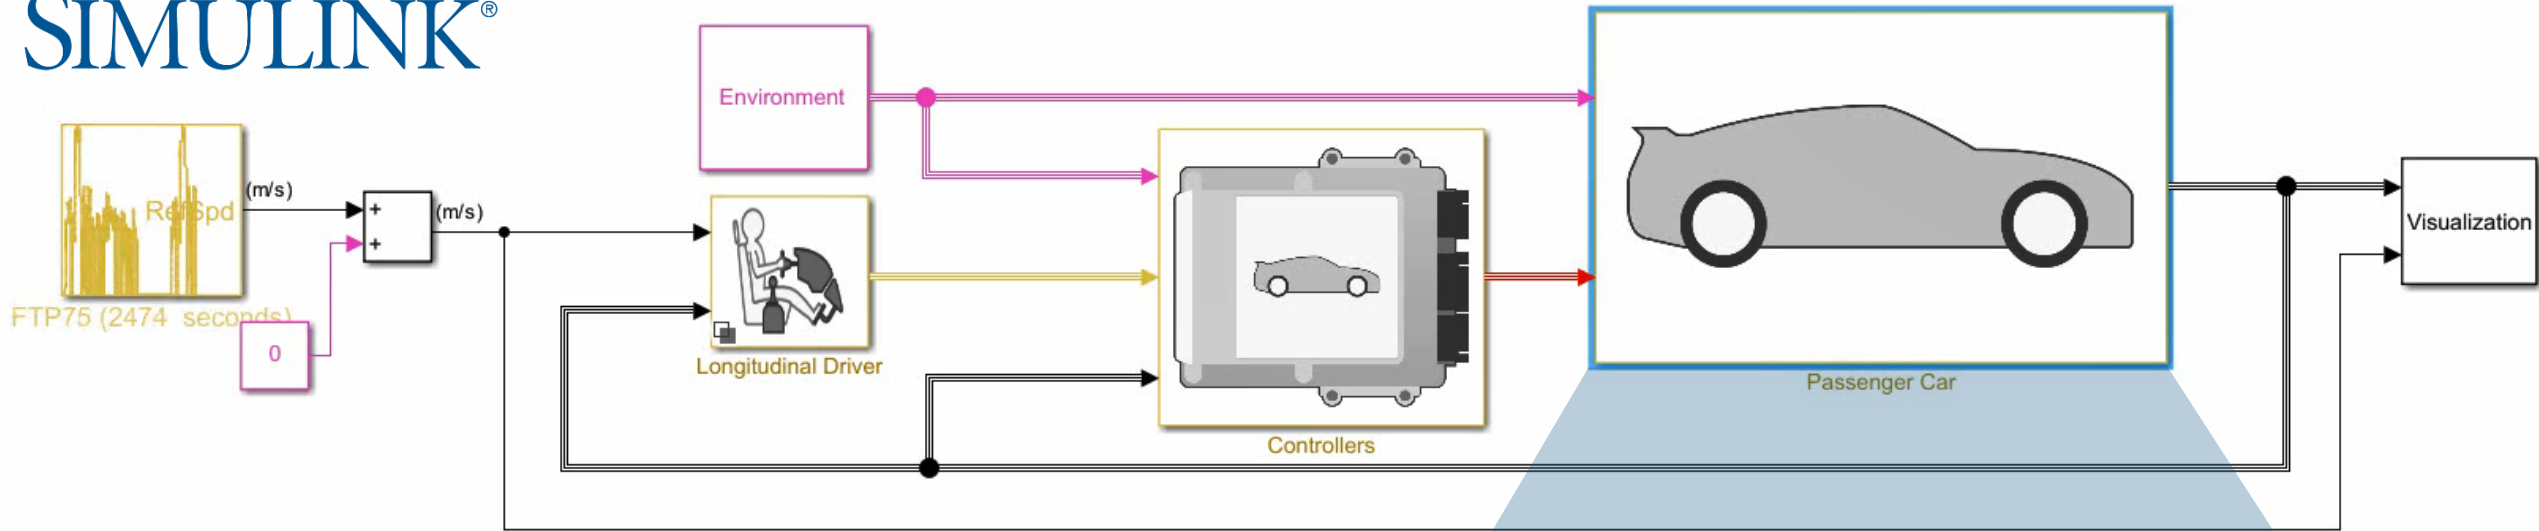 SIMULINK®
Environment
RefSpd
(m/s)
+
+
(m/s)
FTP75 (2474 seconds)
0
Longitudinal Driver
Controllers
Passenger Car
Visualization